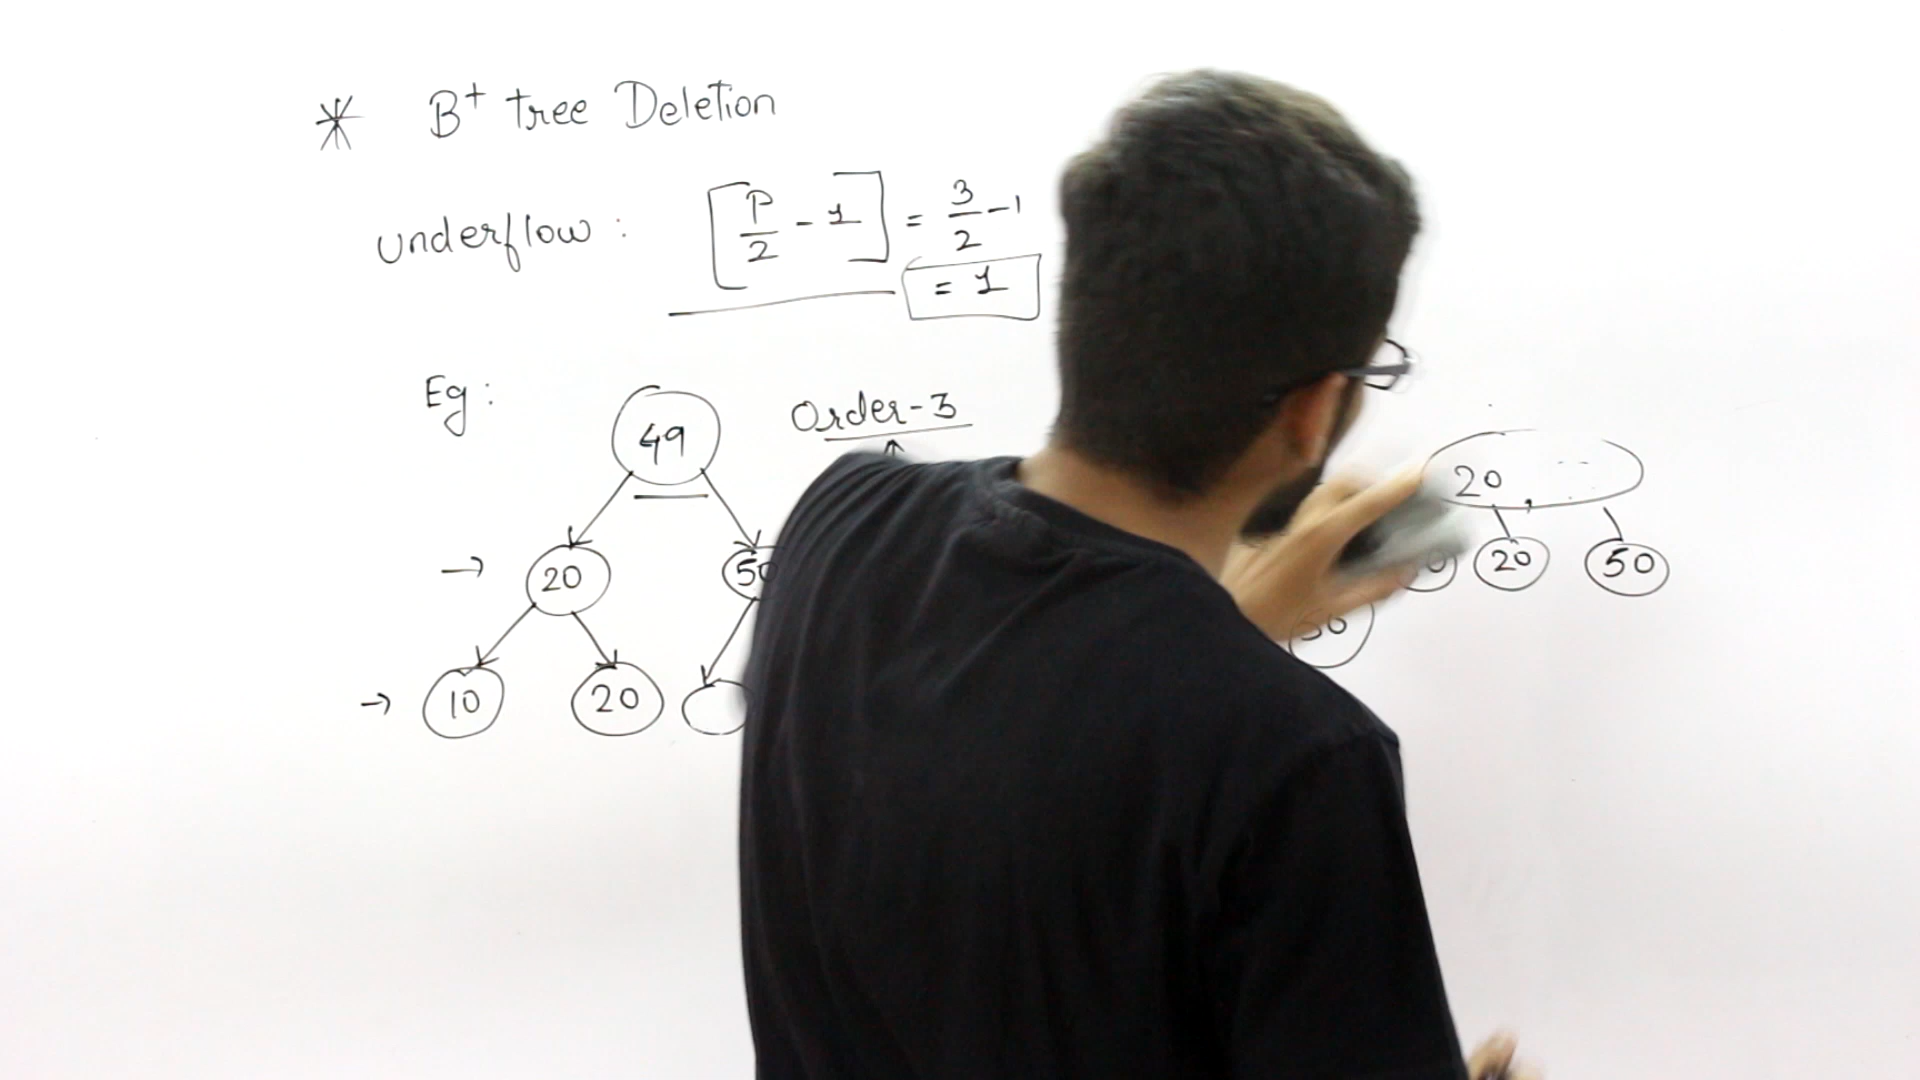 * B+ tree Deletion
underflow : [P/2 - 1] = 3/2 - 1
= 1
Eg :
49
Order-3
20
20
50
20
50
10
20